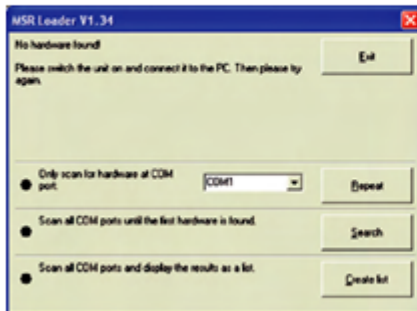 MSR Loader V1.34
No hardware found!
Please switch the unit on and connect it to the PC. Then please try
again.
Exit
Only scan for hardware at COM
port:
COM1
Repeat
Scan all COM ports until the first hardware is found.
Search
Scan all COM ports and display the results as a list.
Create list